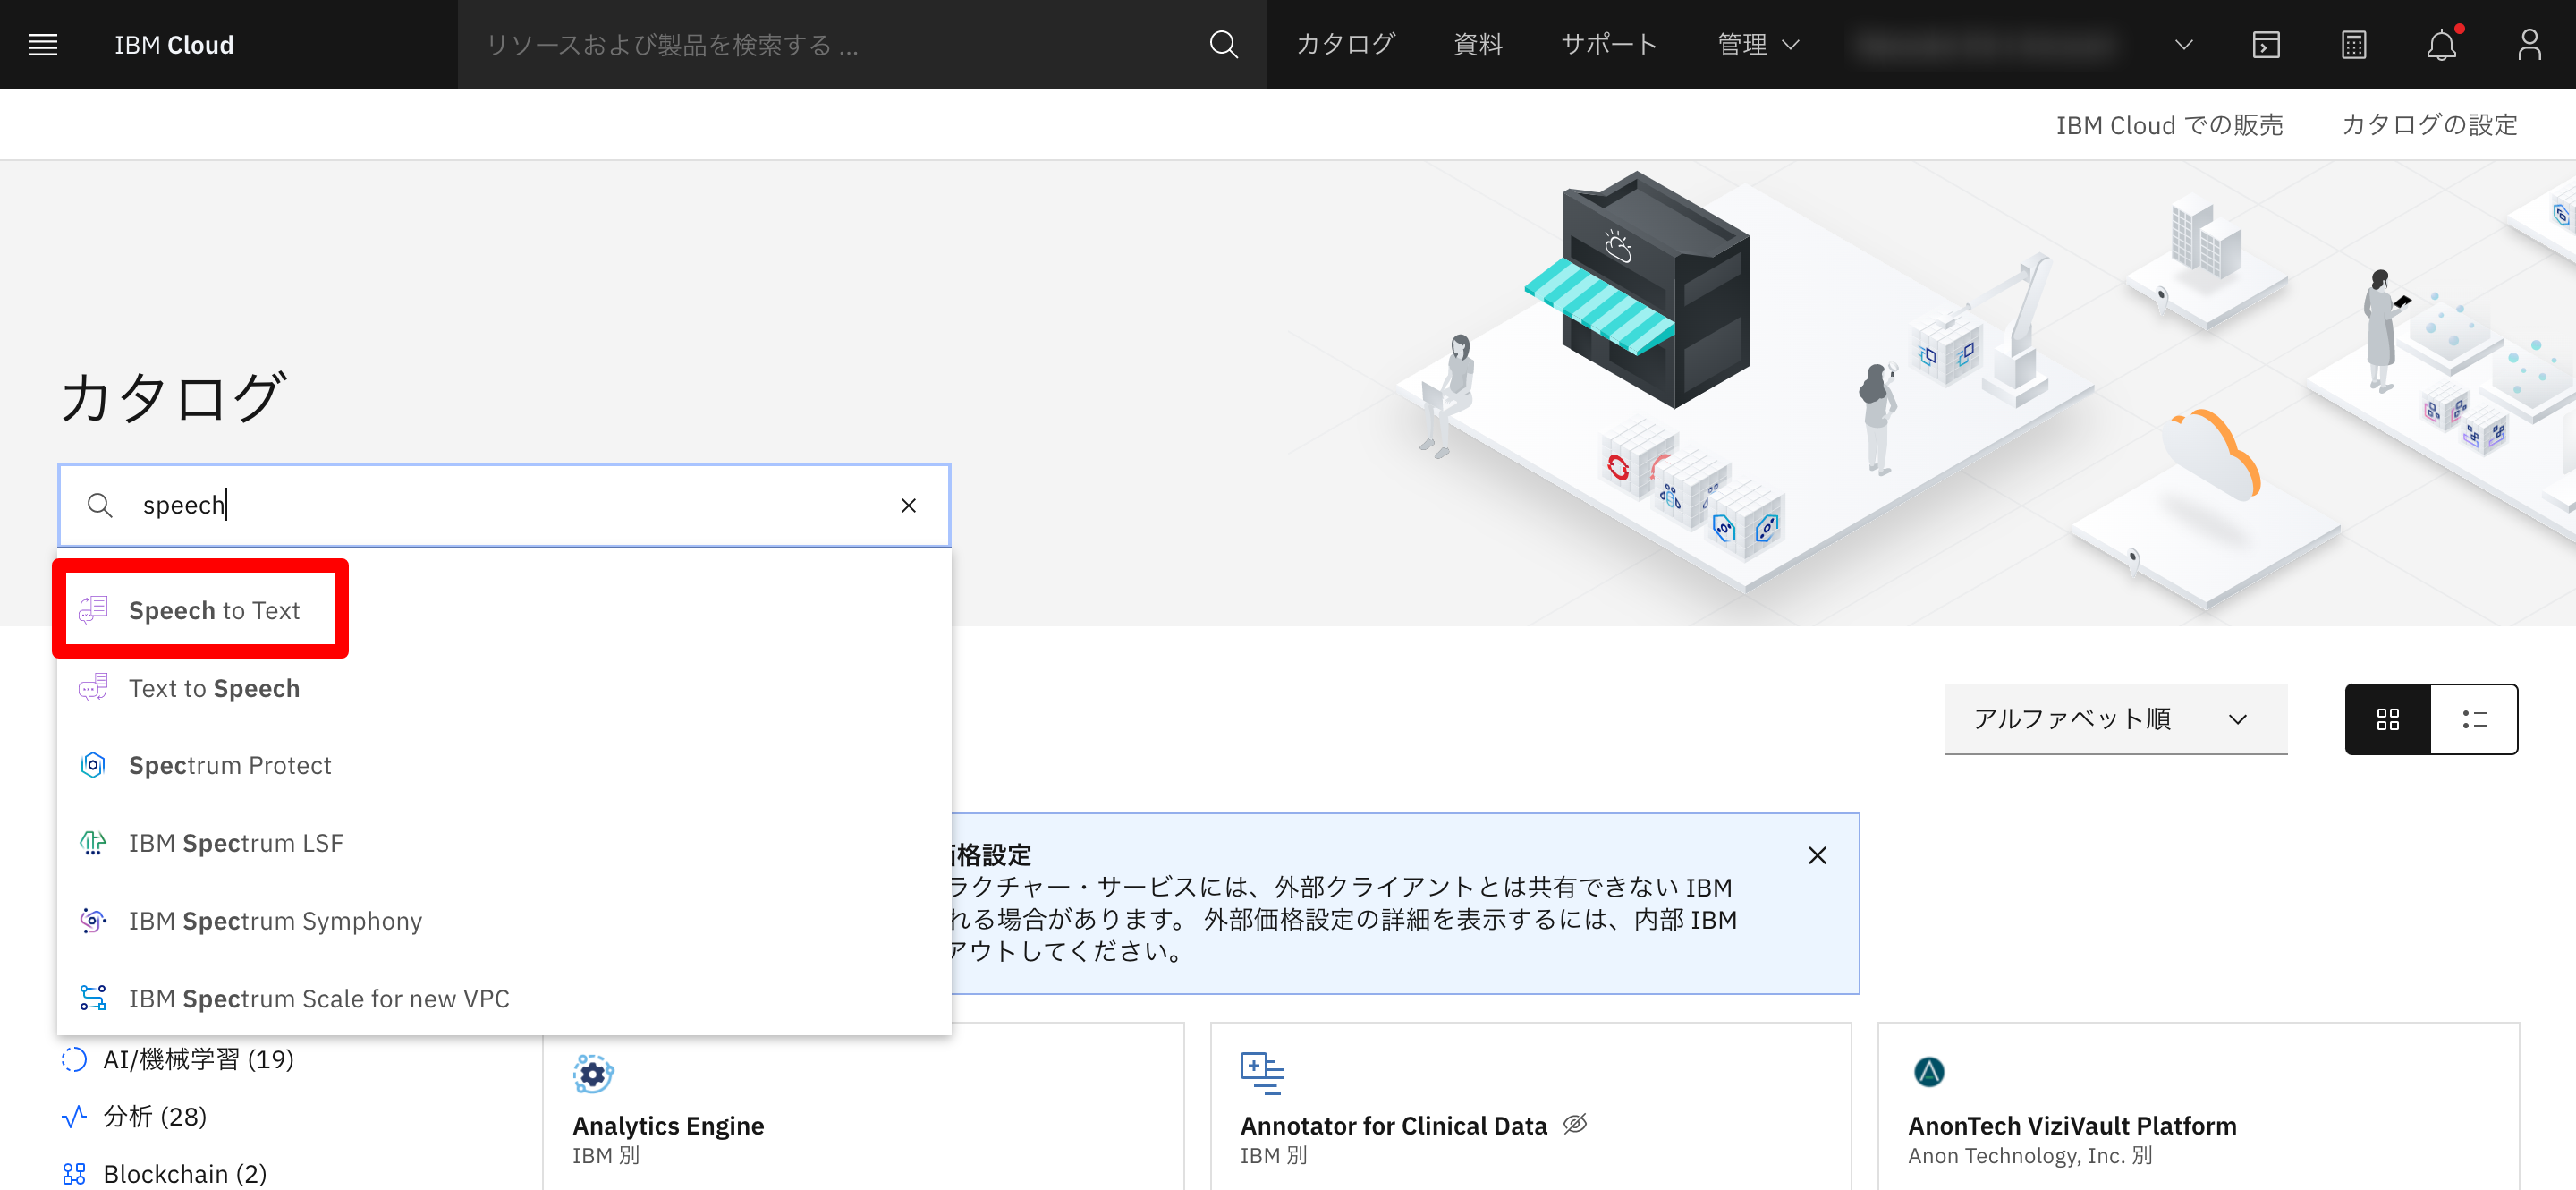 IBM Cloud
リソースおよび製品を検索する ...
カタログ
資料
サポート
管理
IBM Cloud での販売
カタログの設定
カタログ
speech
Speech to Text
Text to Speech
Spectrum Protect
IBM Spectrum LSF
IBM Spectrum Symphony
IBM Spectrum Scale for new VPC
アルファベット順
格設定
ラクチャー・サービスには、外部クライアントとは共有できない IBM
れる場合があります。 外部価格設定の詳細を表示するには、内部 IBM
アウトしてください。
AI/機械学習 (19)
分析 (28)
Blockchain (2)
Analytics Engine
IBM 別
Annotator for Clinical Data
IBM 別
AnonTech ViziVault Platform
Anon Technology, Inc. 別